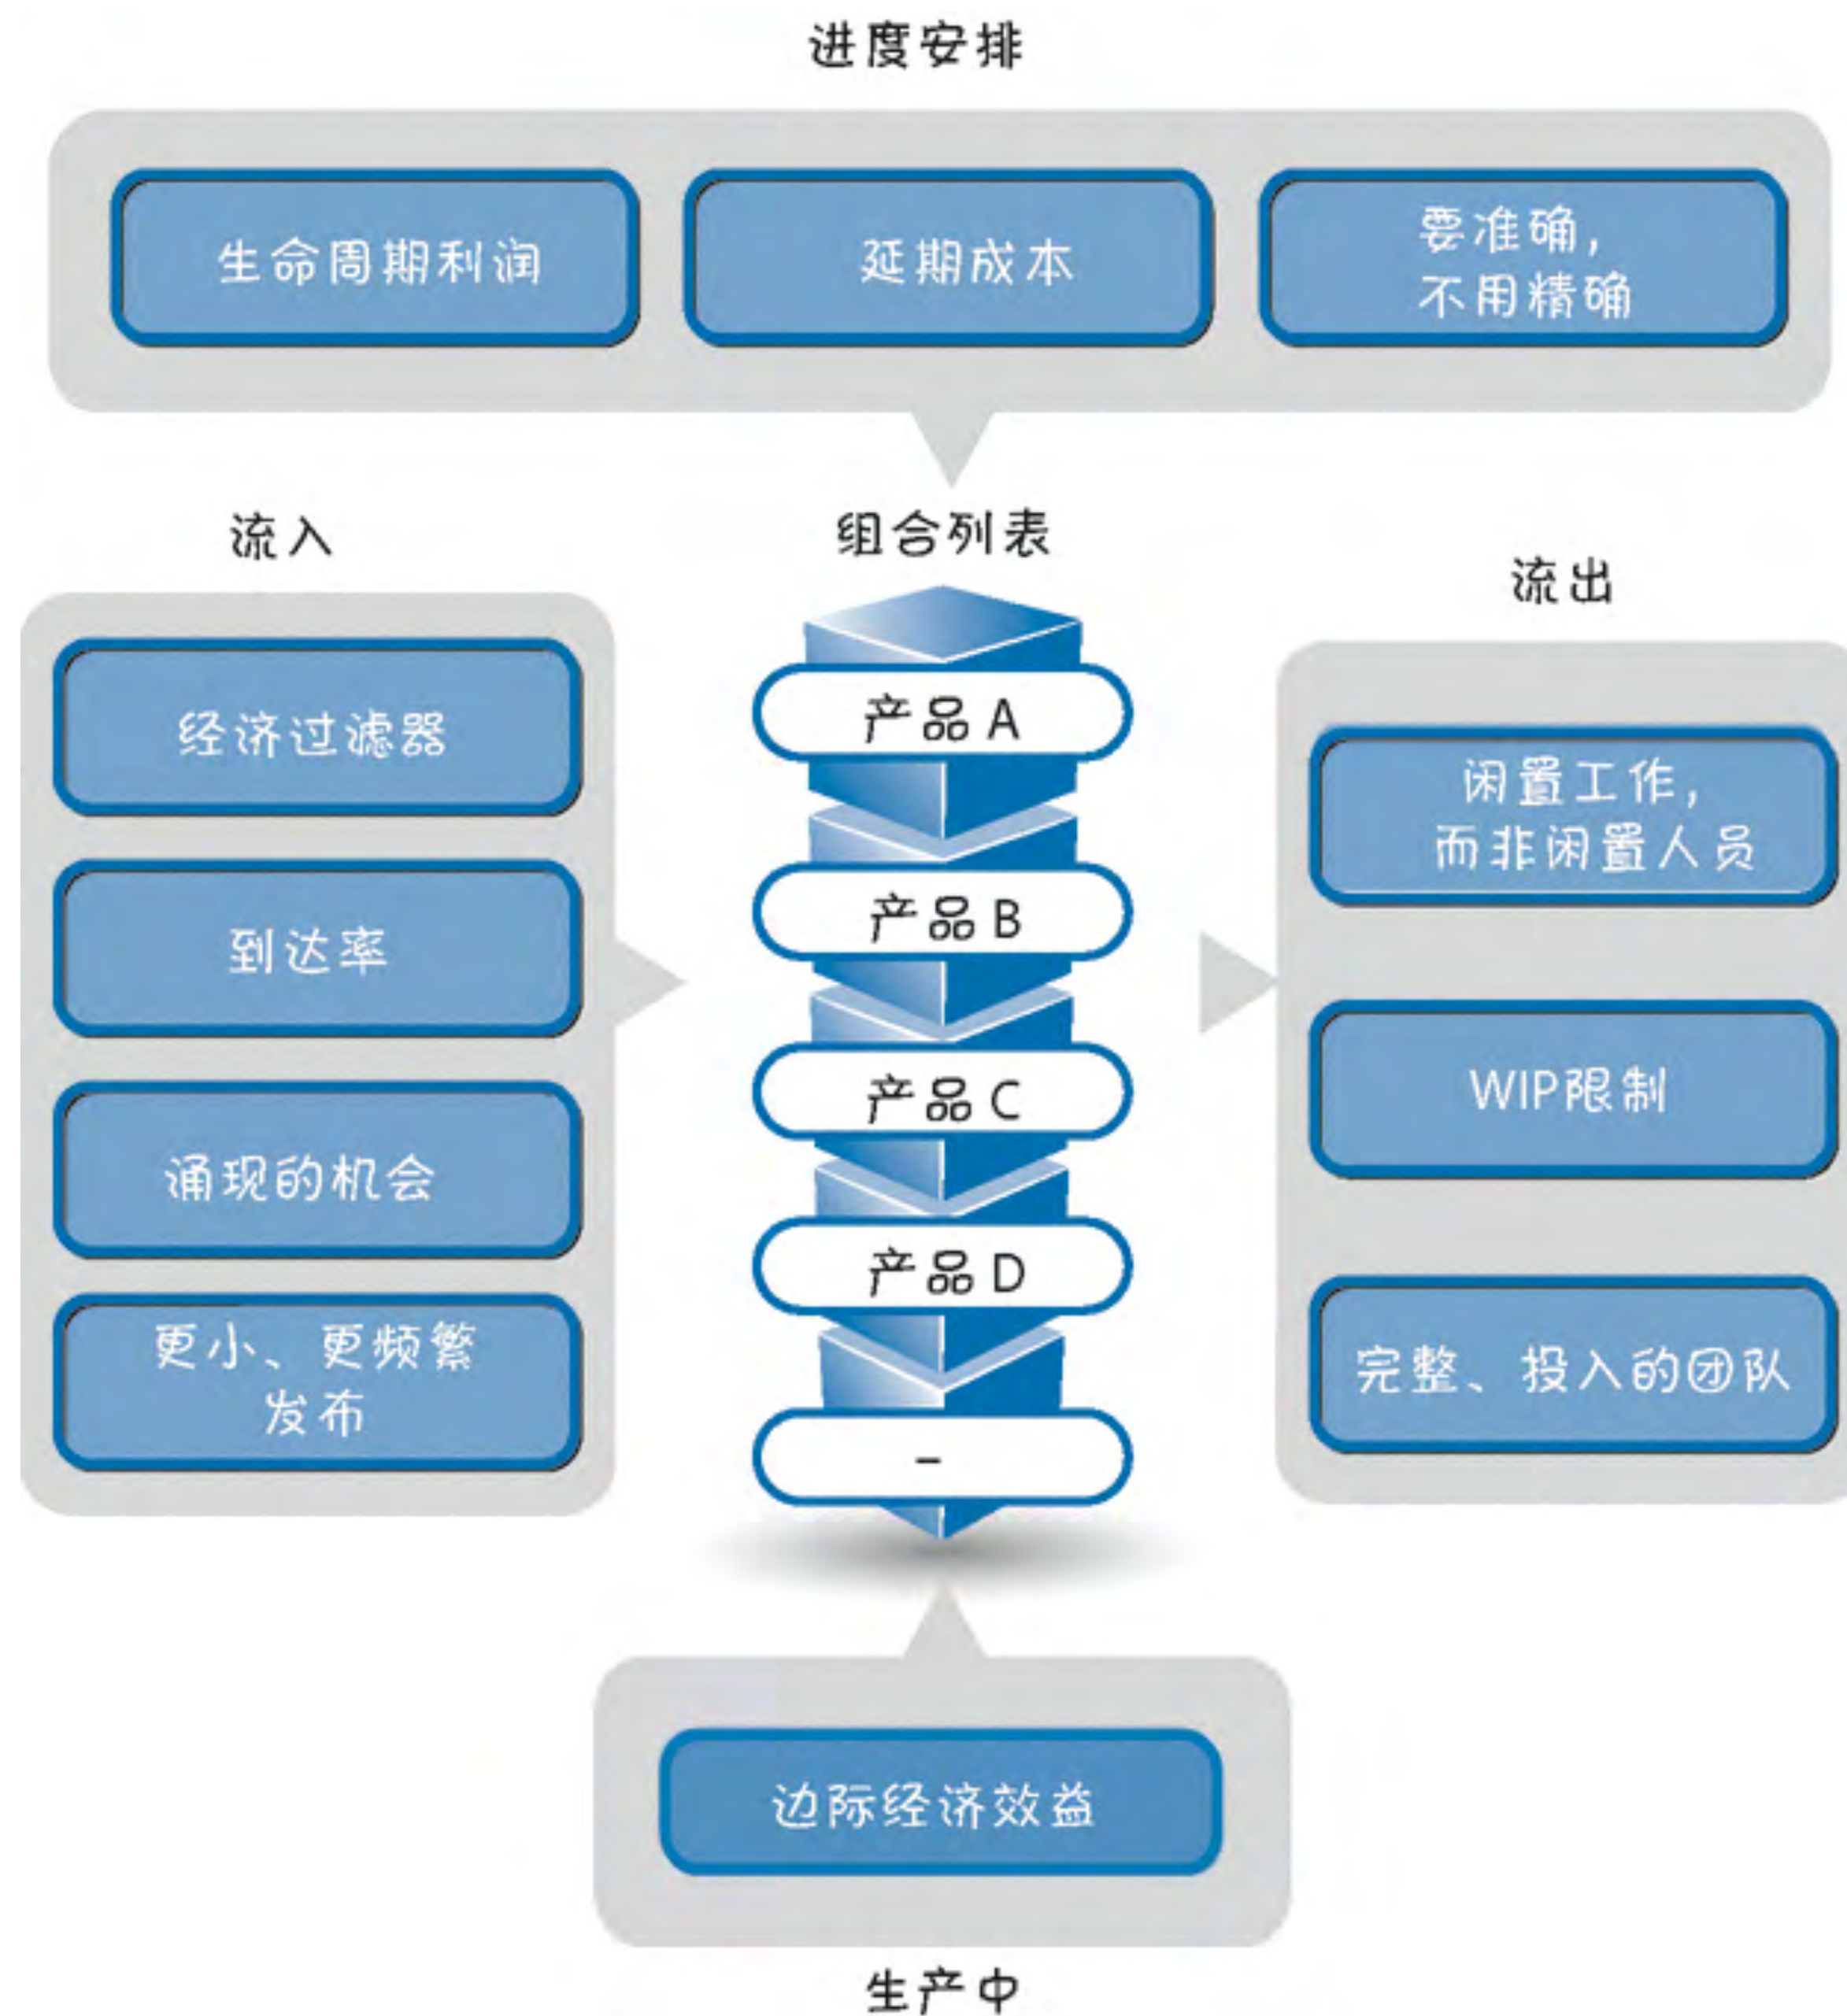 进度安排
生命周期利润
延期成本
要准确，
不用精确
流入
经济过滤器
到达率
涌现的机会
更小、更频繁
发布
组合列表
产品 A
产品 B
产品 C
产品 D
–
流出
闲置工作，
而非闲置人员
WIP限制
完整、投入的团队
边际经济效益
生产中